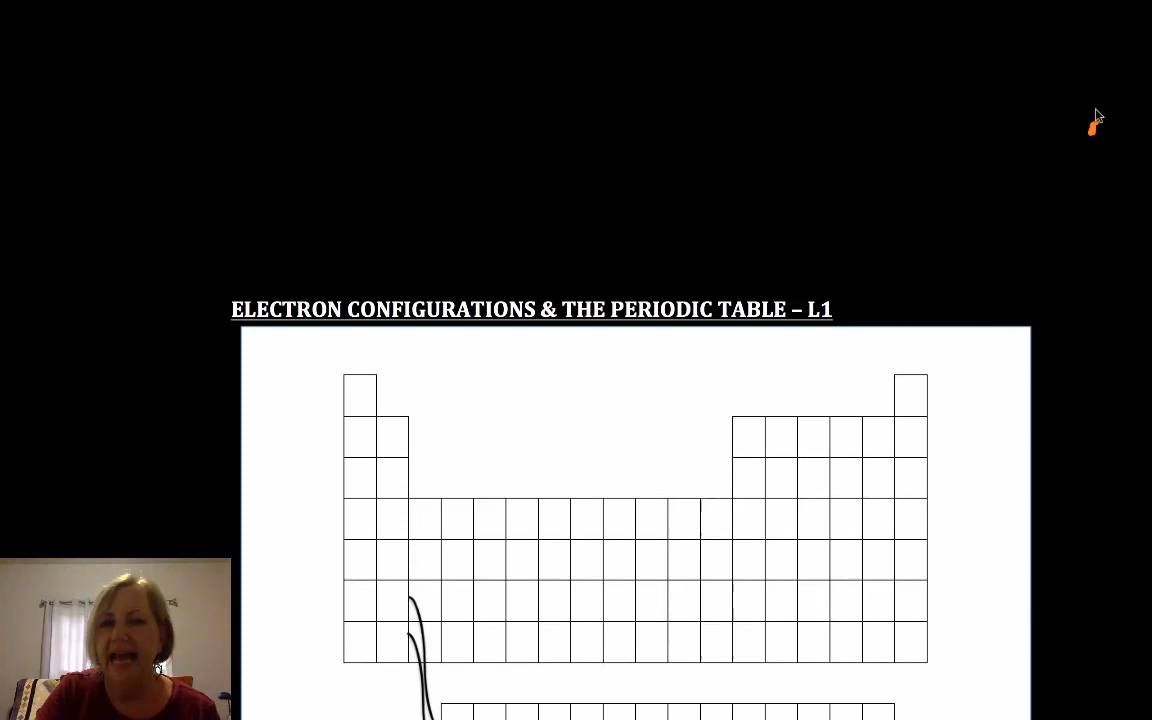 ELECTRON CONFIGURATIONS & THE PERIODIC TABLE – L1